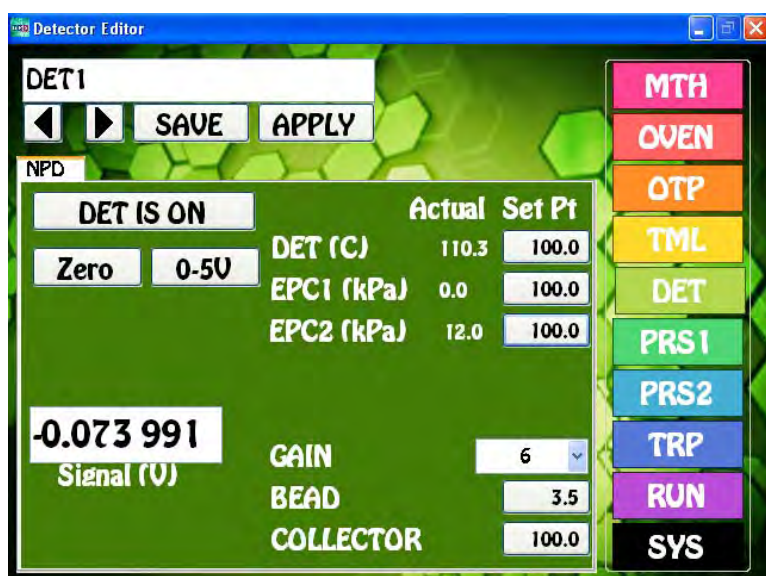 Detector Editor
DET1
SAVE APPLY
NPD
DET IS ON
Zero 0-5V
Actual Set Pt
DET (C) 110.3 100.0
EPC1 (kPa) 0.0 100.0
EPC2 (kPa) 12.0 100.0
-0.073 991
Signal (V)
GAIN 6
BEAD 3.5
COLLECTOR 100.0
MTH
OVEN
OTP
TML
DET
PRS1
PRS2
TRP
RUN
SYS